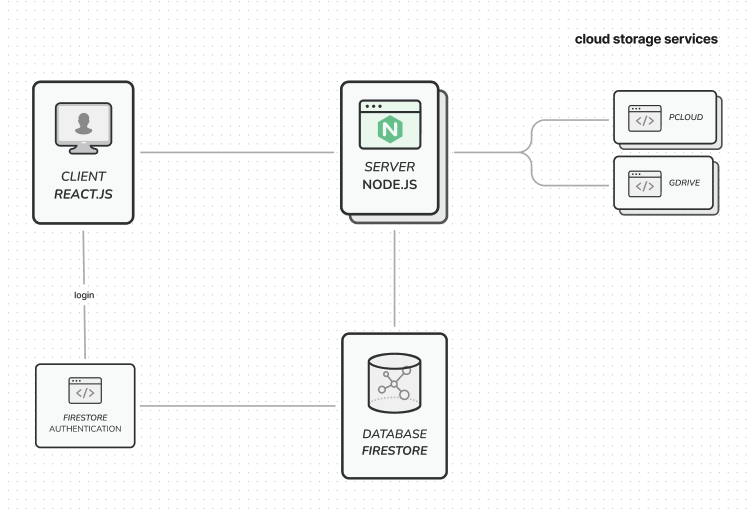 cloud storage services
CLIENT
REACT.JS
SERVER
NODE.JS
PCLOUD
GDRIVE
login
FIRESTORE
AUTHENTICATION
DATABASE
FIRESTORE